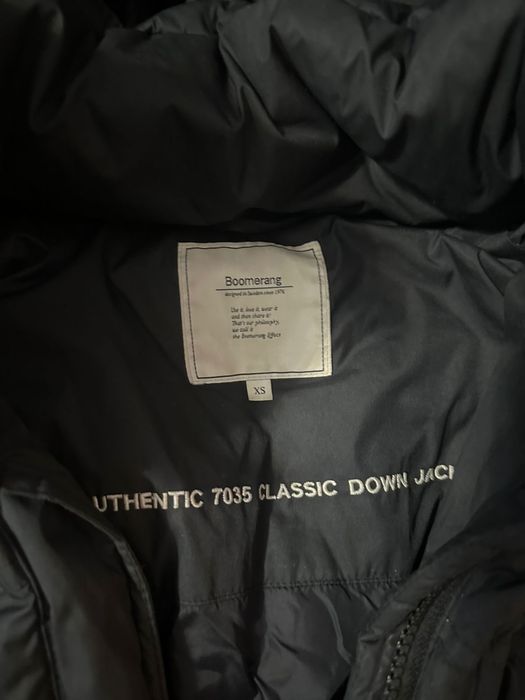 Boomerang
designed in Sweden since 1976
Use it, love it, wear it
and then share it!
That's our philosophy,
we call it
the Boomerang Effect
XS
UTHENTIC 7035 CLASSIC DOWN JACK